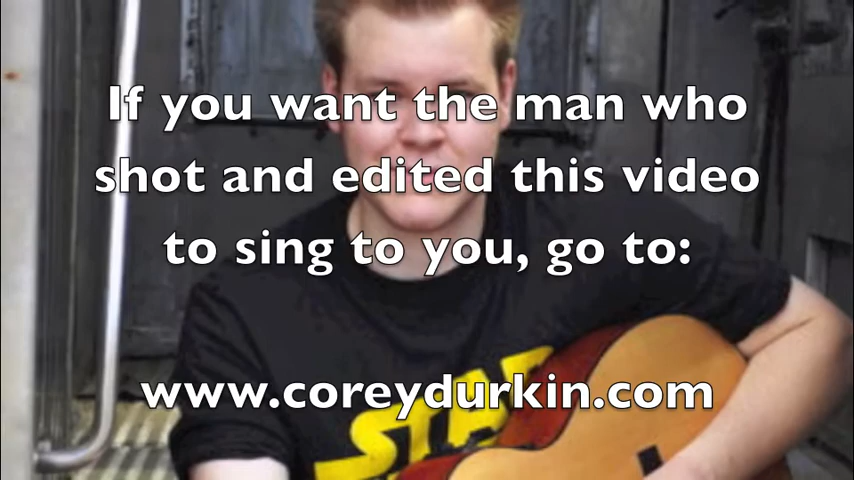 If you want the man who
shot and edited this video
to sing to you, go to:
www.coreydurkin.com
STAR